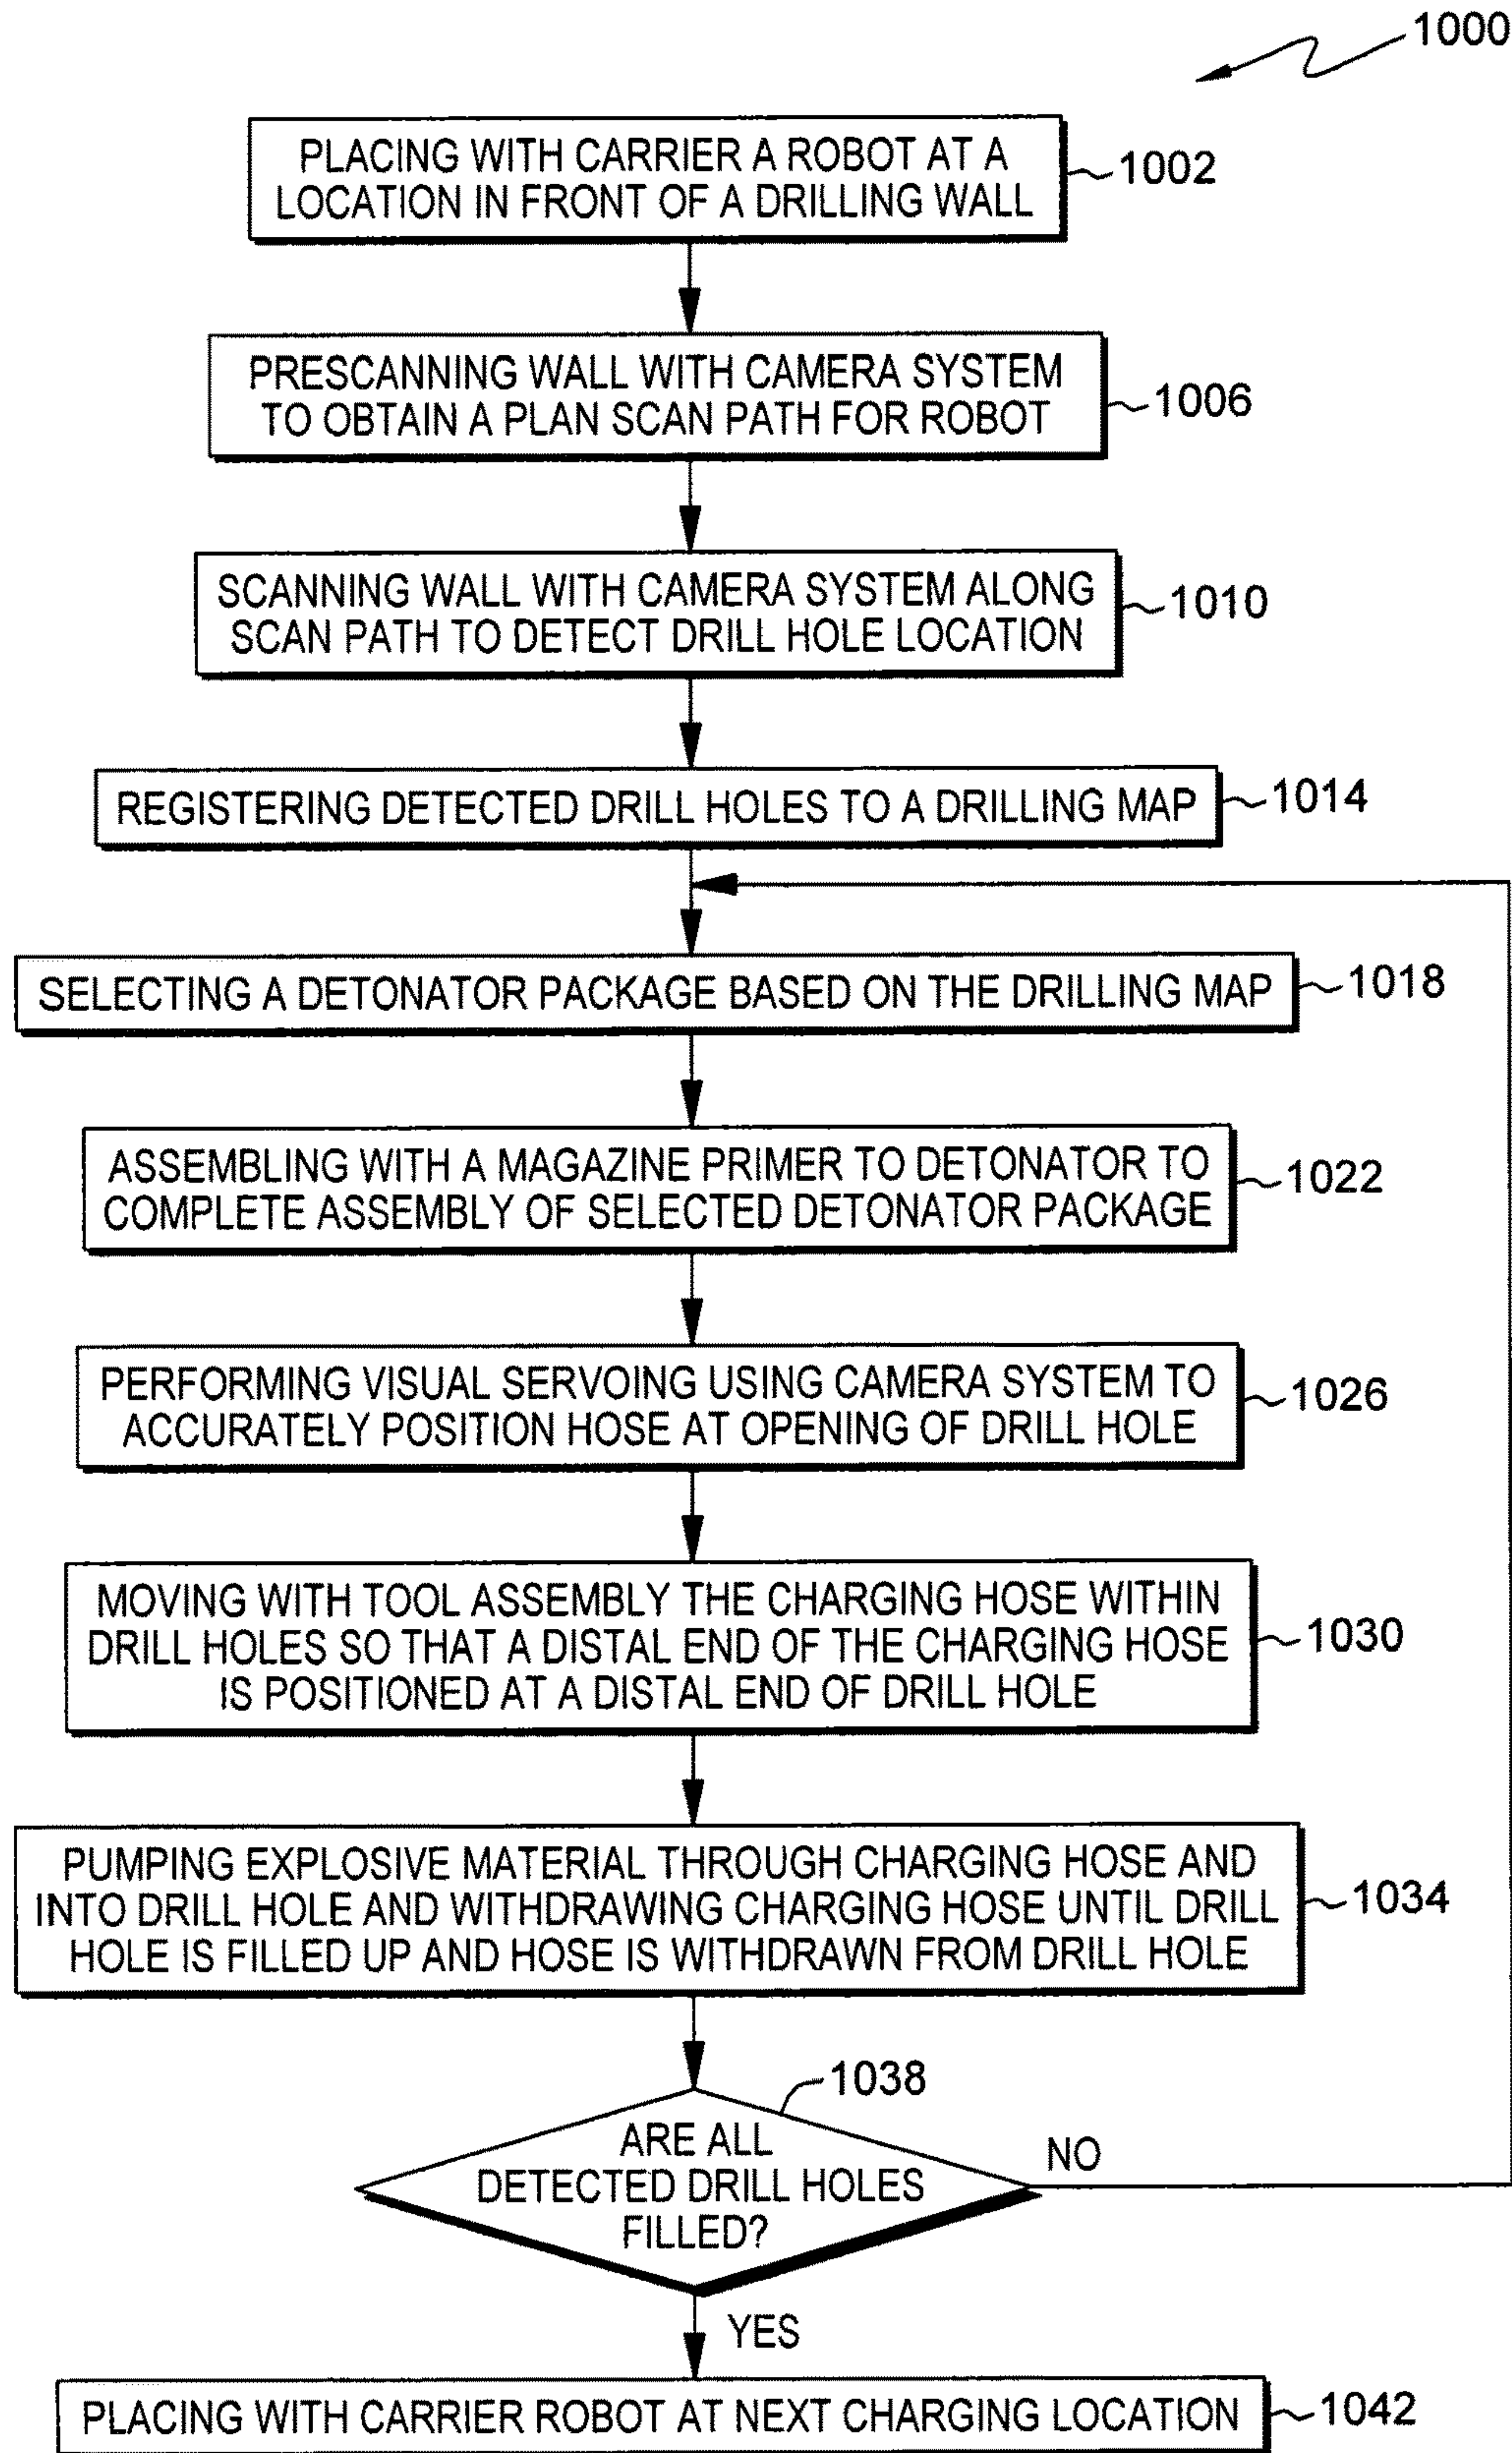 1000
PLACING WITH CARRIER A ROBOT AT A
LOCATION IN FRONT OF A DRILLING WALL
1002
PRESCANNING WALL WITH CAMERA SYSTEM
TO OBTAIN A PLAN SCAN PATH FOR ROBOT
1006
SCANNING WALL WITH CAMERA SYSTEM ALONG
SCAN PATH TO DETECT DRILL HOLE LOCATION
1010
REGISTERING DETECTED DRILL HOLES TO A DRILLING MAP
1014
SELECTING A DETONATOR PACKAGE BASED ON THE DRILLING MAP
1018
ASSEMBLING WITH A MAGAZINE PRIMER TO DETONATOR TO
COMPLETE ASSEMBLY OF SELECTED DETONATOR PACKAGE
1022
PERFORMING VISUAL SERVOING USING CAMERA SYSTEM TO
ACCURATELY POSITION HOSE AT OPENING OF DRILL HOLE
1026
MOVING WITH TOOL ASSEMBLY THE CHARGING HOSE WITHIN
DRILL HOLES SO THAT A DISTAL END OF THE CHARGING HOSE
IS POSITIONED AT A DISTAL END OF DRILL HOLE
1030
PUMPING EXPLOSIVE MATERIAL THROUGH CHARGING HOSE AND
INTO DRILL HOLE AND WITHDRAWING CHARGING HOSE UNTIL DRILL
HOLE IS FILLED UP AND HOSE IS WITHDRAWN FROM DRILL HOLE
1034
1038
ARE ALL
DETECTED DRILL HOLES
FILLED?
NO
YES
PLACING WITH CARRIER ROBOT AT NEXT CHARGING LOCATION
1042